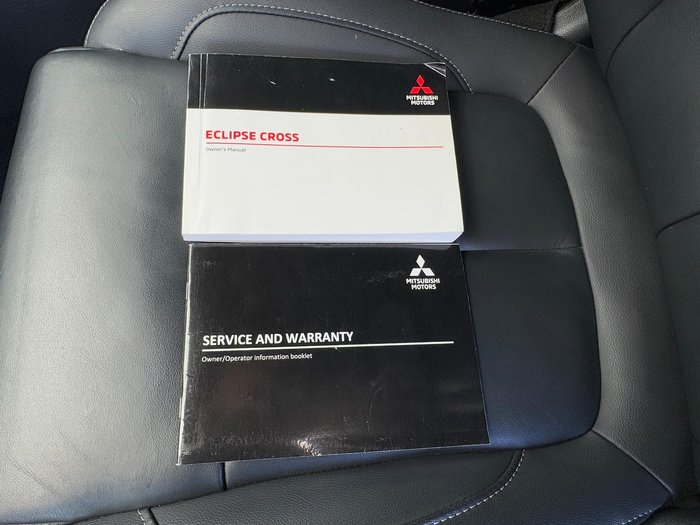 MITSUBISHI
MOTORS
ECLIPSE CROSS
Owner's Manual
MITSUBISHI
MOTORS
SERVICE AND WARRANTY
Owner/Operator information booklet